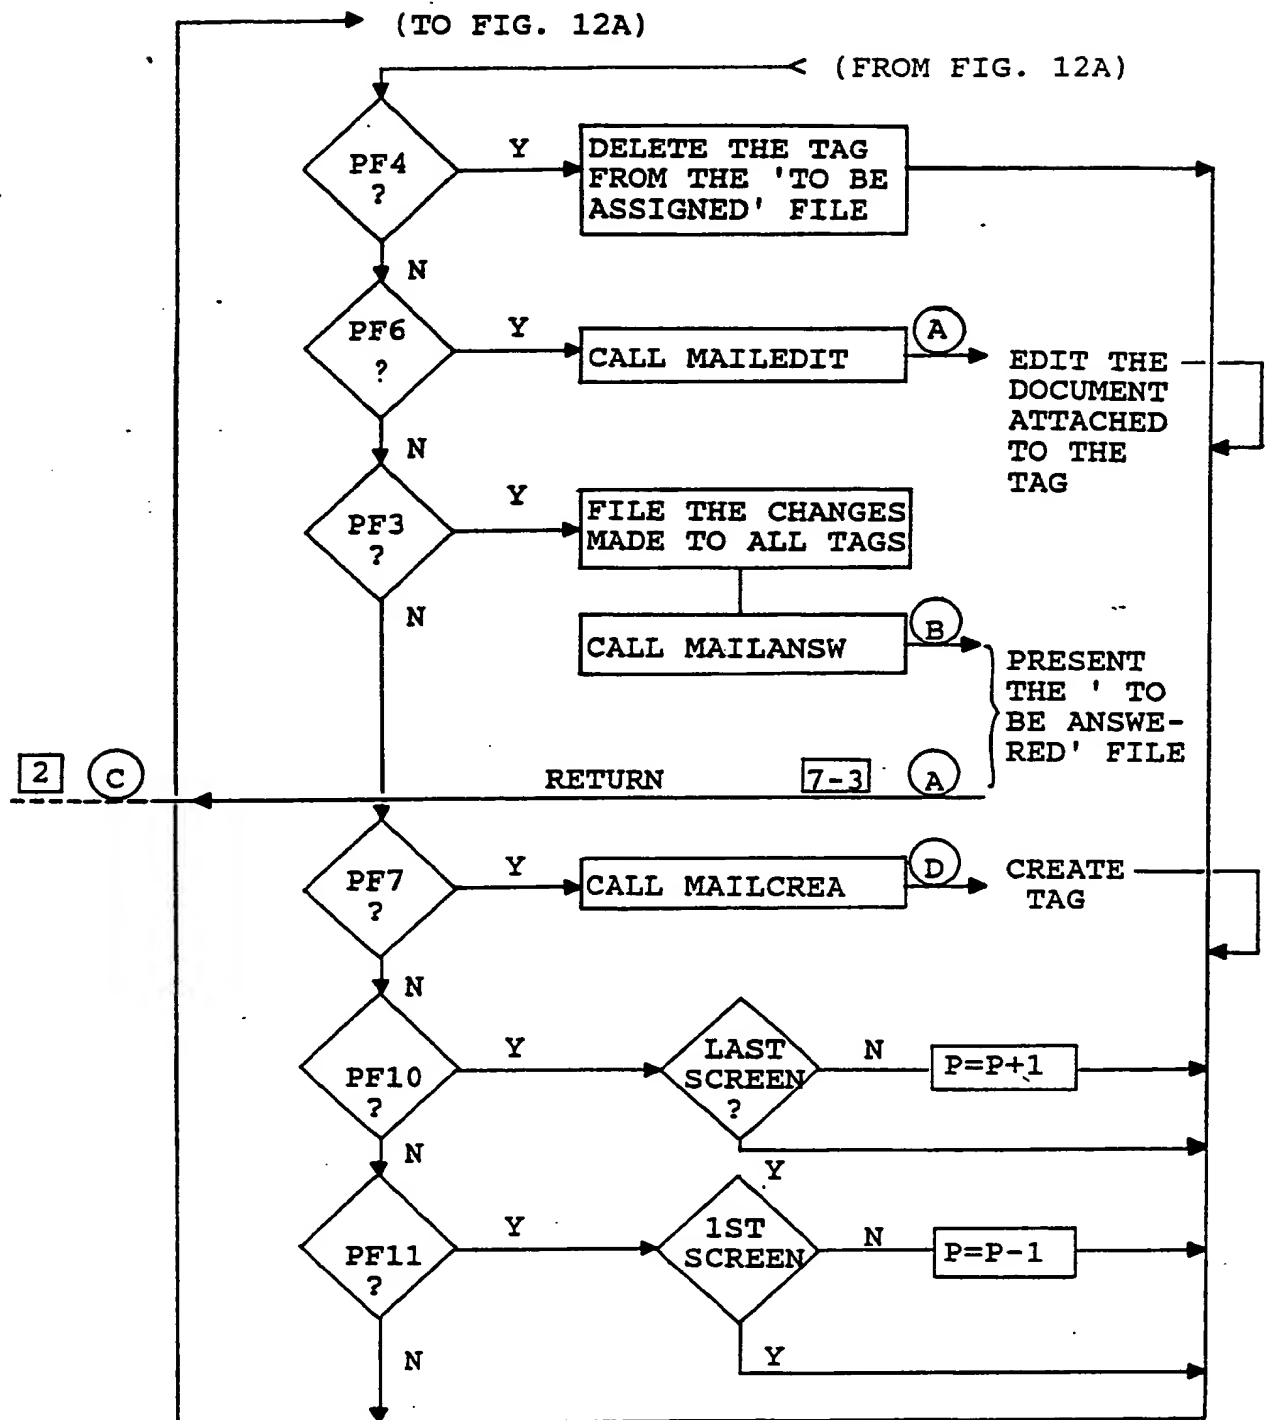 (TO FIG. 12A)
(FROM FIG. 12A)
PF4
?
Y
DELETE THE TAG
FROM THE 'TO BE
ASSIGNED' FILE
N
PF6
?
Y
CALL MAILEDIT
A
EDIT THE
DOCUMENT
ATTACHED
TO THE
TAG
N
PF3
?
Y
FILE THE CHANGES
MADE TO ALL TAGS
N
CALL MAILANSW
B
PRESENT
THE ' TO
BE ANSWE-
RED' FILE
2
C
RETURN
7-3
A
PF7
?
Y
CALL MAILCREA
D
CREATE
TAG
N
PF10
?
Y
LAST
SCREEN
?
N
P=P+1
Y
N
PF11
?
Y
1ST
SCREEN
N
P=P-1
Y
N